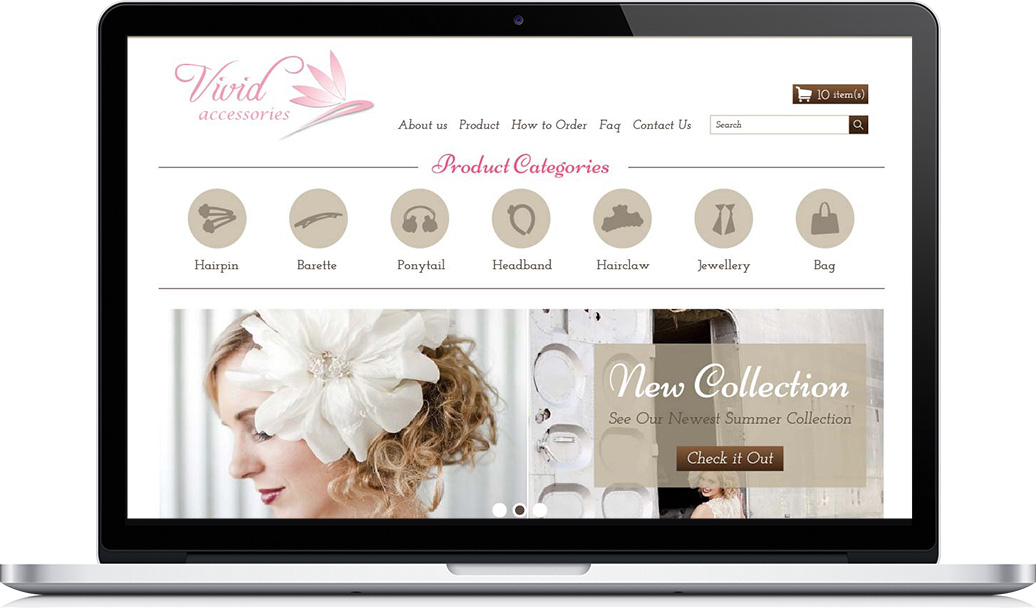 Vivid
accessories
10 item(s)
About us Product How to Order Faq Contact Us
Search
Product Categories
Hairpin Barette Ponytail Headband Hairclaw Jewellery Bag
New Collection
See Our Newest Summer Collection
Check it Out